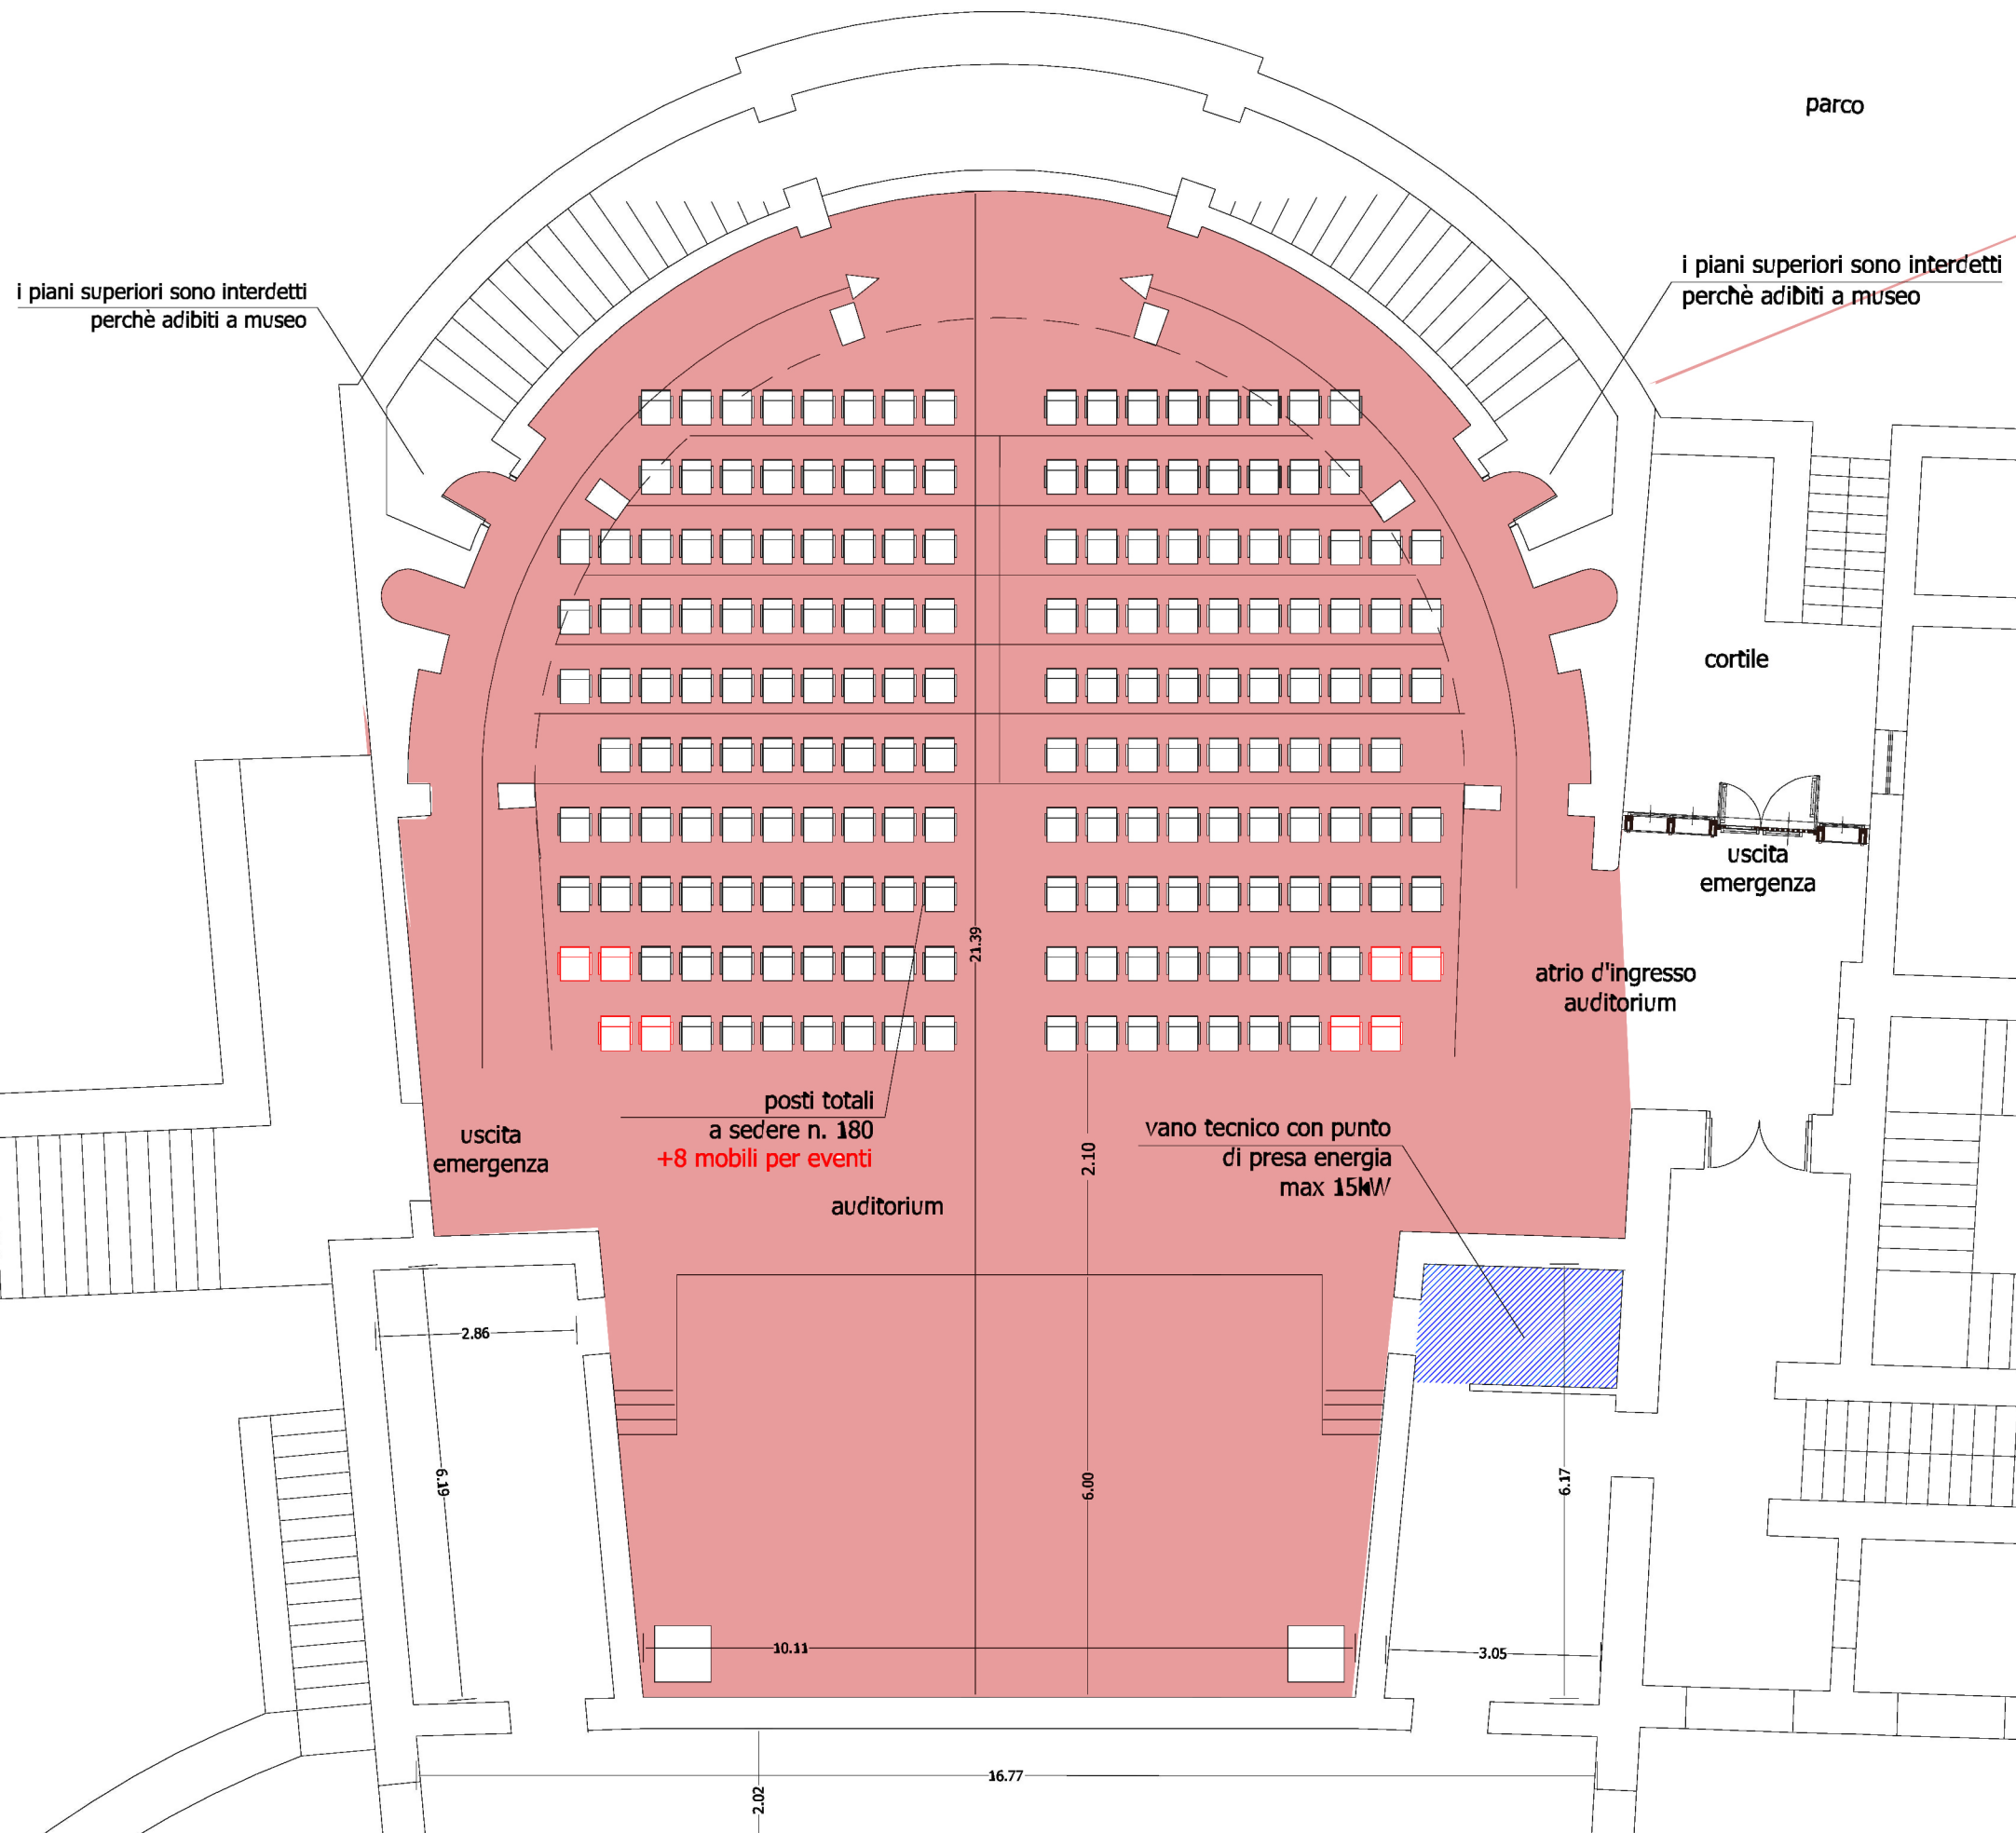 parco
i piani superiori sono interdetti
perchè adibiti a museo
i piani superiori sono interdetti
perchè adibiti a museo
cortile
uscita
emergenza
21.39
atrio d'ingresso
auditorium
posti totali
a sedere n. 180
+8 mobili per eventi
uscita
emergenza
vano tecnico con punto
di presa energia
max 15kW
2.10
auditorium
2.86
6.19
6.00
6.17
10.11
3.05
16.77
2.02